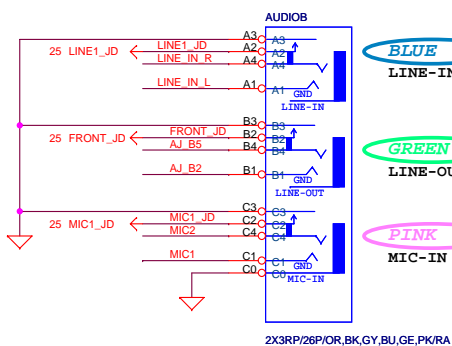 AUDIOB
A3 A3
25 LINE1_JD LINE1_JD A2 A2
LINE_IN_R A4 A4
BLUE
LINE-IN
LINE_IN_L A1 A1
GND
LINE-IN
B3 B3
25 FRONT_JD FRONT_JD B2 B2
AJ_B5 B4 B4
GREEN
LINE-OU
AJ_B2 B1 B1
GND
LINE-OUT
C3 C3
25 MIC1_JD MIC1_JD C2 C2
MIC2 C4 C4
PINK
MIC-IN
MIC1 C1 C1
GND
C0 C0
MIC-IN
2X3RP/26P/OR,BK,GY,BU,GE,PK/RA